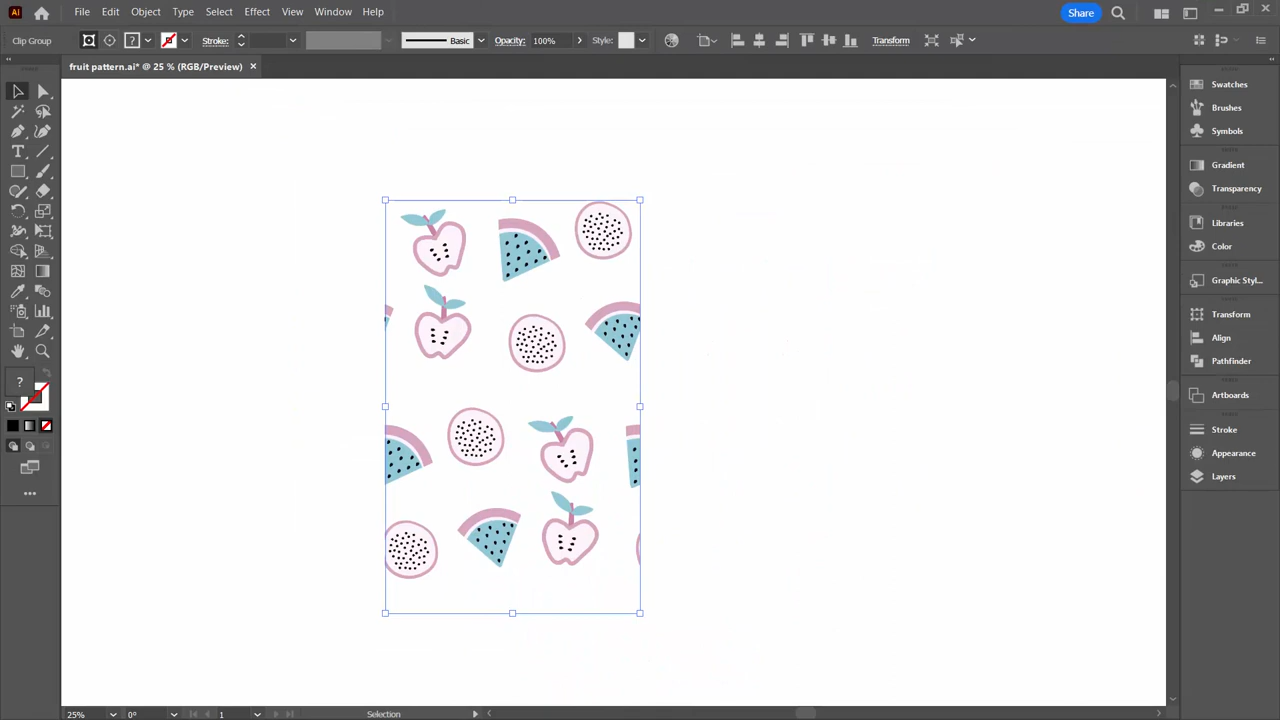 Ai File Edit Object Type Select Effect View Window Help Share
Clip Group ? Stroke: Basic Opacity: 100% Style: Transform
fruit pattern.ai* @ 25 % (RGB/Preview) ×
Swatches
Brushes
Symbols
Gradient
Transparency
Libraries
Color
Graphic Styl...
Transform
Align
Pathfinder
Artboards
Stroke
Appearance
Layers
T
?
25% 0° 1 Selection